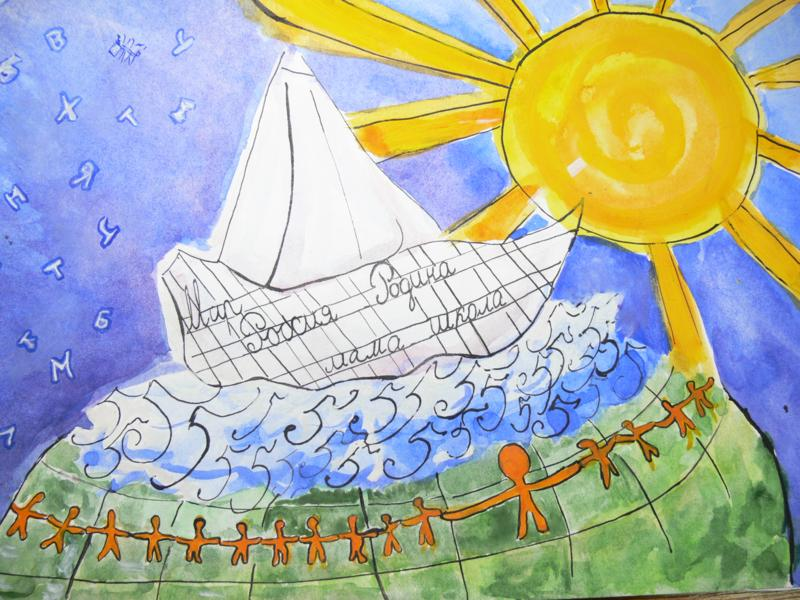 В У
Х Т
Я
Н У
Т
Б
т М
Мир Россия Родина
мама школа